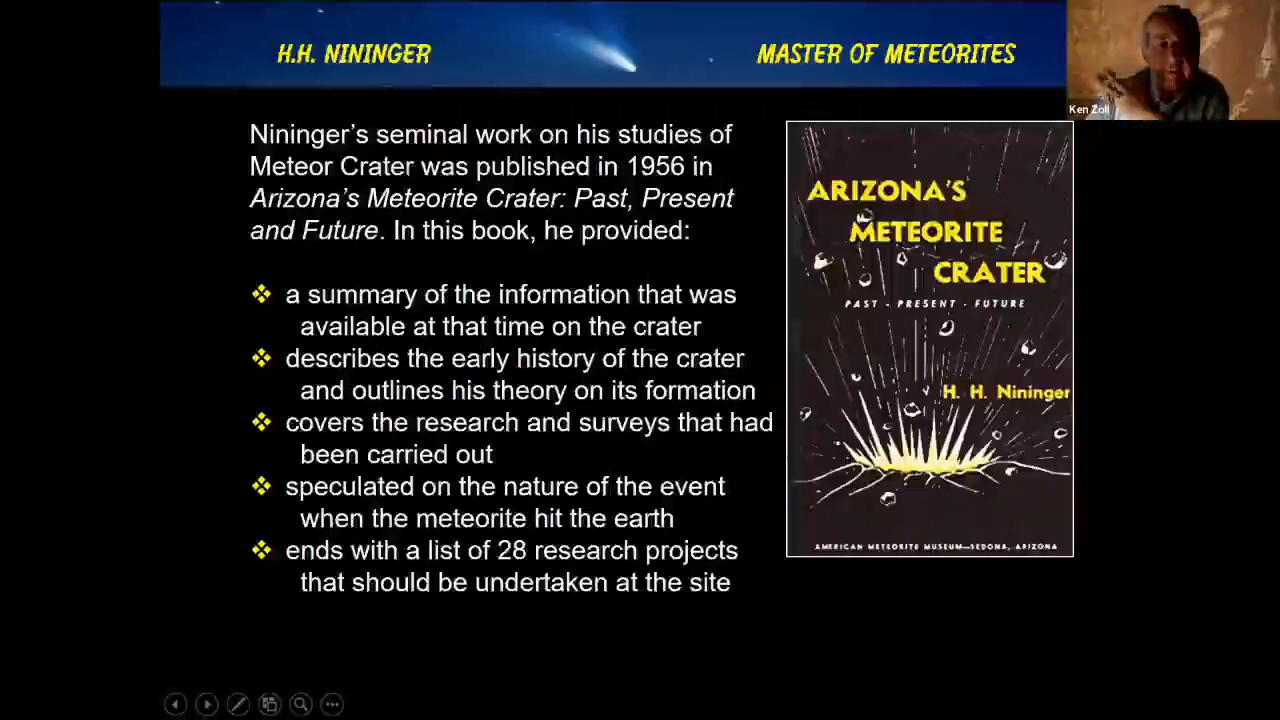 H.H. NININGER
MASTER OF METEORITES
Ken Zoll
Nininger's seminal work on his studies of
Meteor Crater was published in 1956 in
Arizona's Meteorite Crater: Past, Present
and Future. In this book, he provided:
❖ a summary of the information that was
available at that time on the crater
❖ describes the early history of the crater
and outlines his theory on its formation
❖ covers the research and surveys that had
been carried out
❖ speculated on the nature of the event
when the meteorite hit the earth
❖ ends with a list of 28 research projects
that should be undertaken at the site
ARIZONA'S
METEORITE
CRATER
PAST - PRESENT - FUTURE
H. H. Nininger
AMERICAN METEORITE MUSEUM—SEDONA, ARIZONA